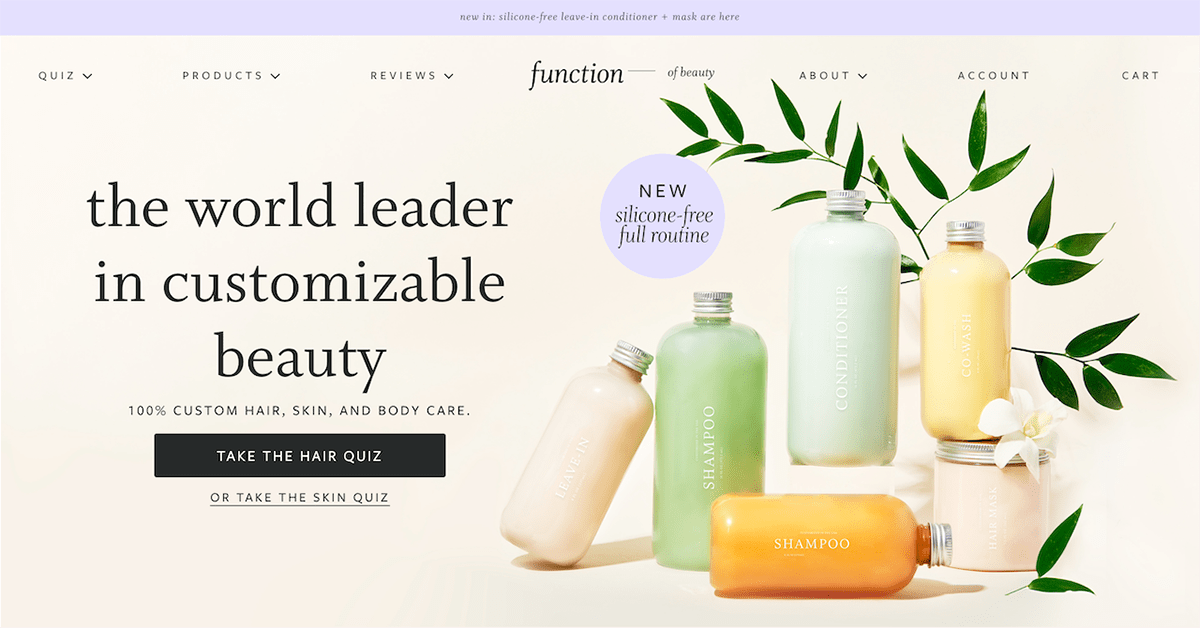 new in: silicone-free leave-in conditioner + mask are here
QUIZ
PRODUCTS
REVIEWS
function — of beauty
ABOUT
ACCOUNT
CART
the world leader
in customizable
beauty
100% CUSTOM HAIR, SKIN, AND BODY CARE.
TAKE THE HAIR QUIZ
OR TAKE THE SKIN QUIZ
NEW
silicone-free
full routine
LEAVE IN
SHAMPOO
CONDITIONER
CO-WASH
SHAMPOO
HAIR MASK